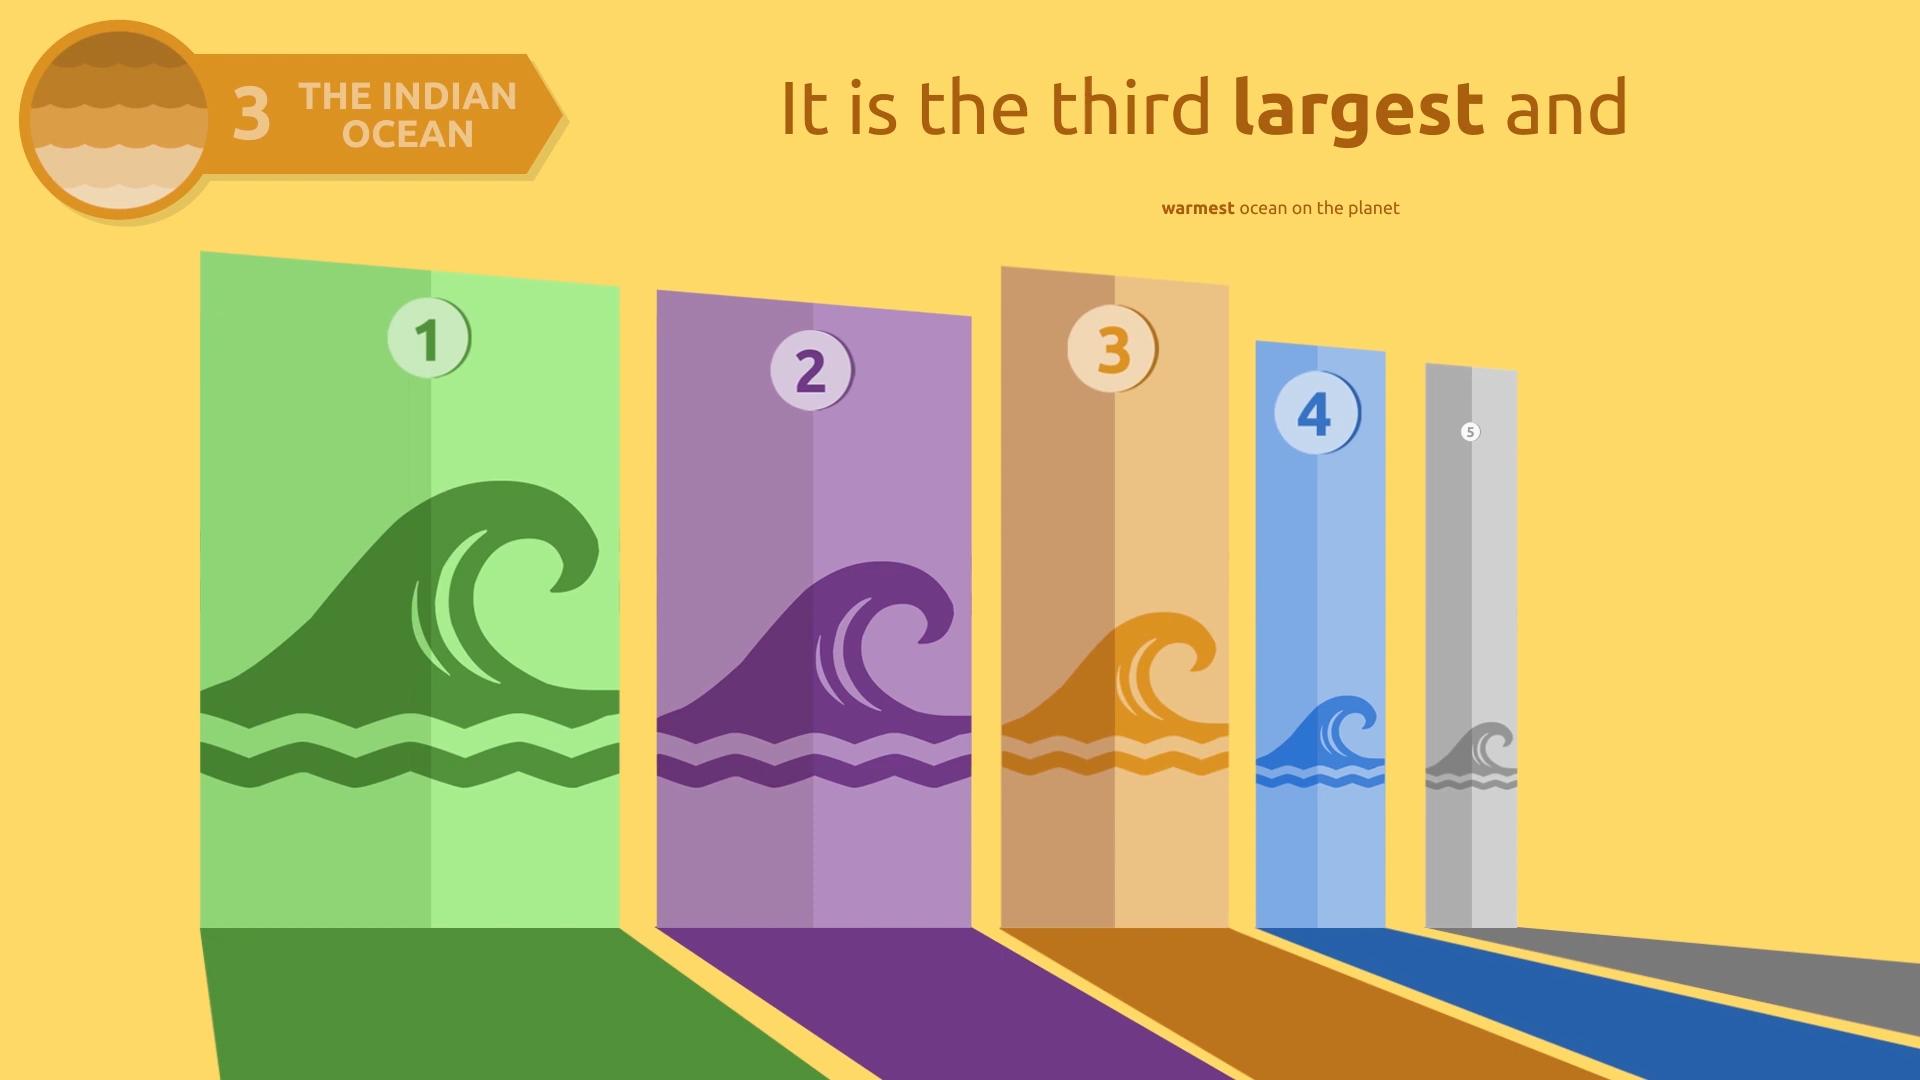 3
THE INDIAN
OCEAN
It is the third largest and
warmest ocean on the planet
1
2
3
4
5